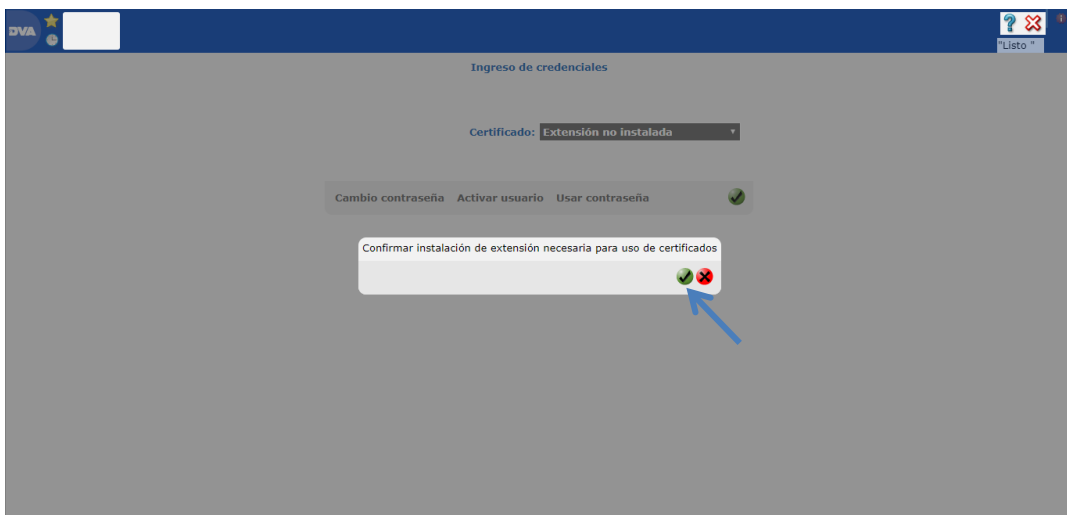 DVA
"Listo "
Ingreso de credenciales
Certificado: Extensión no instalada
Cambio contraseña Activar usuario Usar contraseña
Confirmar instalación de extensión necesaria para uso de certificados